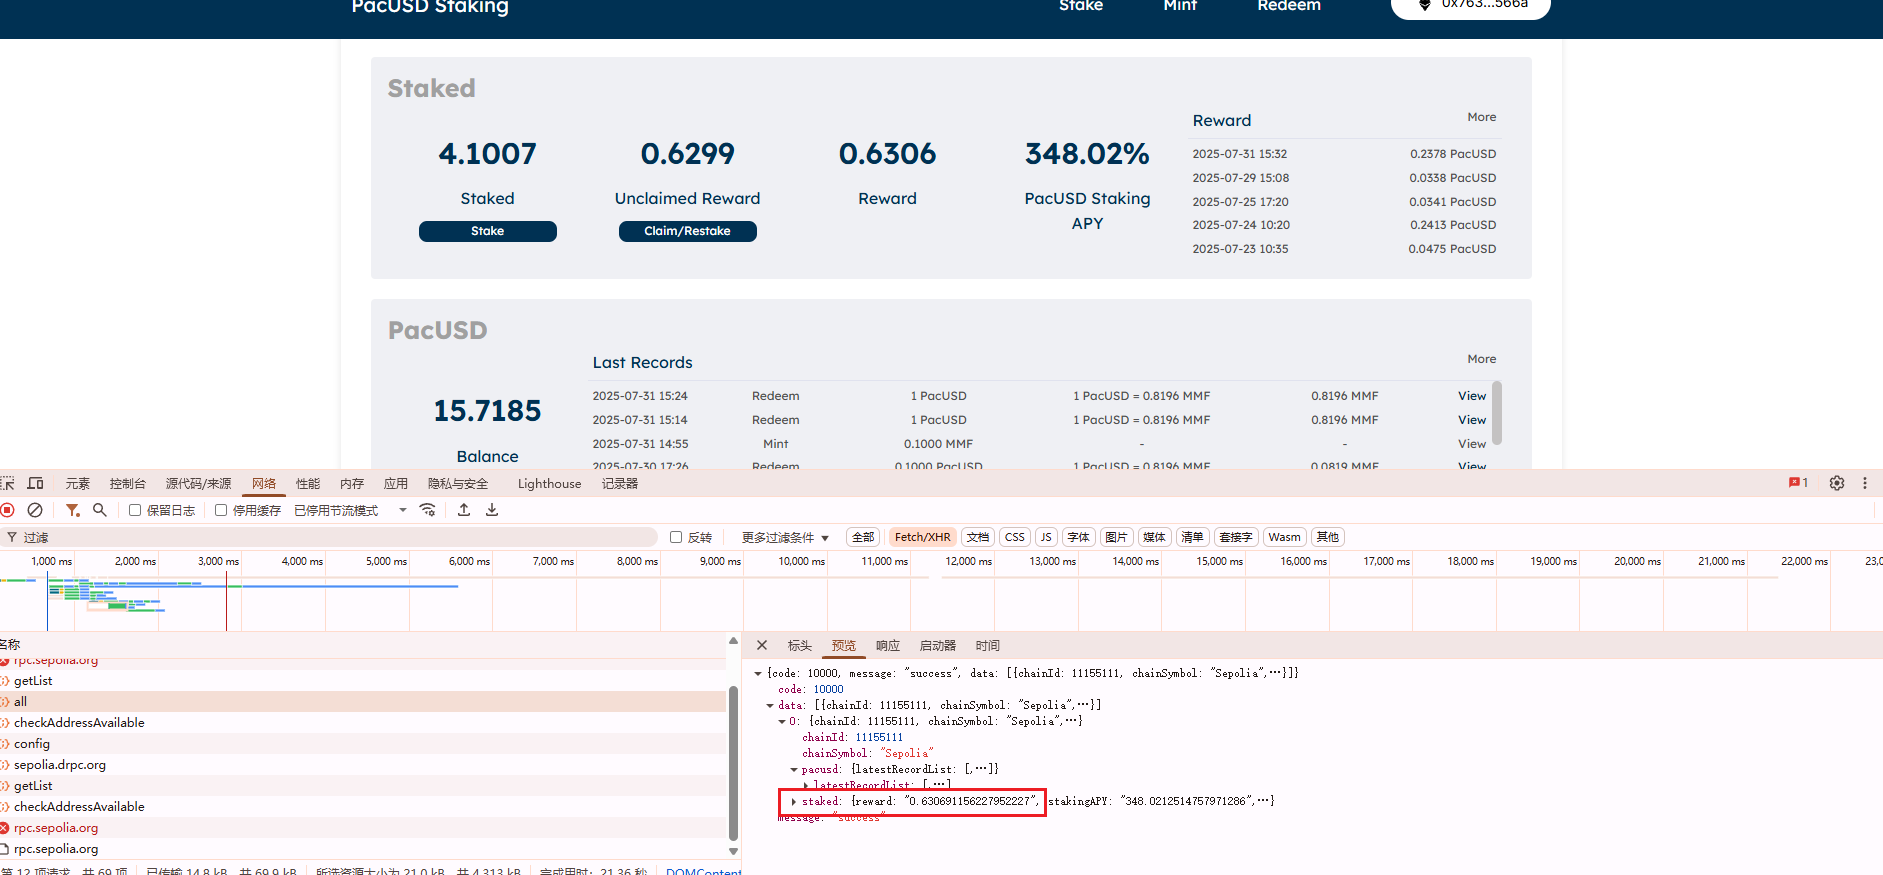 PacUSD Staking Stake Mint Redeem 0x763...566a
Staked
Reward More
4.1007 0.6299 0.6306 348.02%
2025-07-31 15:32 0.2378 PacUSD
2025-07-29 15:08 0.0338 PacUSD
Staked Unclaimed Reward Reward PacUSD Staking APY
2025-07-25 17:20 0.0341 PacUSD
2025-07-24 10:20 0.2413 PacUSD
Stake Claim/Restake
2025-07-23 10:35 0.0475 PacUSD
PacUSD
Last Records More
15.7185
Balance
2025-07-31 15:24 Redeem 1 PacUSD 1 PacUSD = 0.8196 MMF 0.8196 MMF View
2025-07-31 15:14 Redeem 1 PacUSD 1 PacUSD = 0.8196 MMF 0.8196 MMF View
2025-07-31 14:55 Mint 0.1000 MMF - - View
2025-07-30 17:26 Redeem 0.1000 PacUSD 1 PacUSD = 0.8196 MMF 0.0819 MMF View
元素 控制台 源代码/来源 网络 性能 内存 应用 隐私与安全 Lighthouse 记录器 1
保留日志 停用缓存 已停用节流模式
过滤 反转 更多过滤条件 全部 Fetch/XHR 文档 CSS JS 字体 图片 媒体 清单 套接字 Wasm 其他
1,000 ms 2,000 ms 3,000 ms 4,000 ms 5,000 ms 6,000 ms 7,000 ms 8,000 ms 9,000 ms 10,000 ms 11,000 ms 12,000 ms 13,000 ms 14,000 ms 15,000 ms 16,000 ms 17,000 ms 18,000 ms 19,000 ms 20,000 ms 21,000 ms 22,000 ms 23,0
名称
rpc.sepolia.org
getList
all
checkAddressAvailable
config
sepolia.drpc.org
getList
checkAddressAvailable
rpc.sepolia.org
rpc.sepolia.org
第 12 项请求，共 69 项 已传输 14.8 kB，共 69.9 kB 所选资源大小为 21.0 kB，共 4,313 kB 完成用时：21.36 秒 DOMContent
标头 预览 响应 启动器 时间
{code: 10000, message: "success", data: [{chainId: 11155111, chainSymbol: "Sepolia",…}]}
code: 10000
data: [{chainId: 11155111, chainSymbol: "Sepolia",…}]
0: {chainId: 11155111, chainSymbol: "Sepolia",…}
chainId: 11155111
chainSymbol: "Sepolia"
pacusd: {latestRecordList: [,…]}
latestRecordList: [,…]
staked: {reward: "0.630691156227952227", stakingAPY: "348.0212514757971286",…}
message: "success"